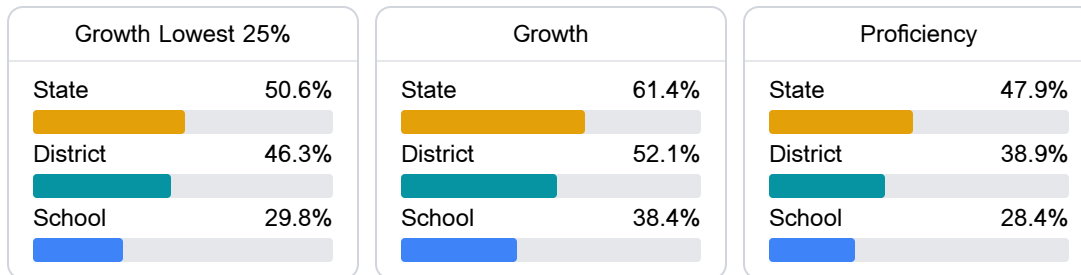 Growth Lowest 25%
State 50.6%
District 46.3%
School 29.8%
Growth
State 61.4%
District 52.1%
School 38.4%
Proficiency
State 47.9%
District 38.9%
School 28.4%